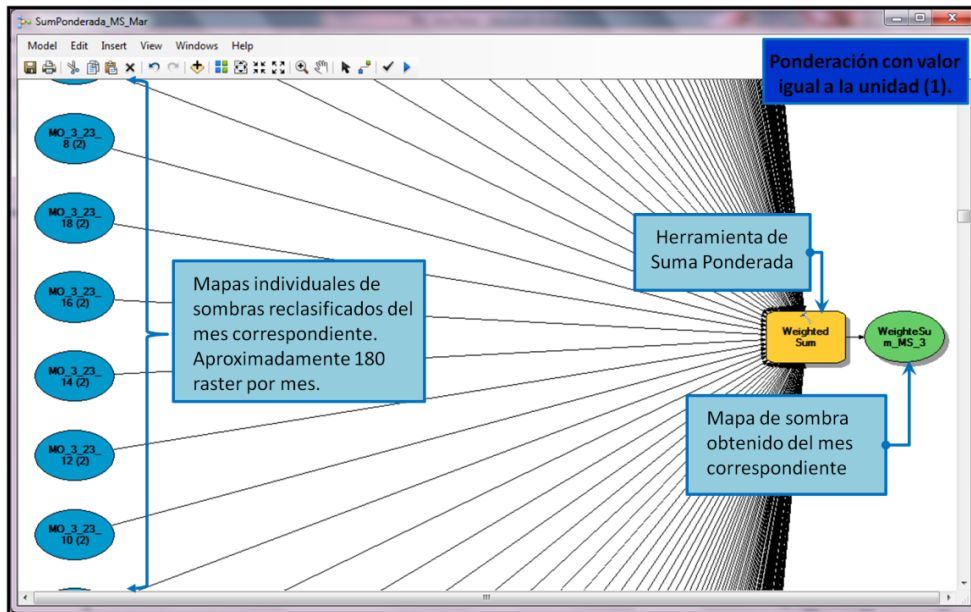 SumPonderada_MS_Mar
Model Edit Insert View Windows Help
Ponderación con valor
igual a la unidad (1).
MO_3_23_
8 (2)
MO_3_23_
18 (2)
MO_3_23_
16 (2)
MO_3_23_
14 (2)
MO_3_23_
12 (2)
MO_3_23_
10 (2)
Mapas individuales de
sombras reclasificados del
mes correspondiente.
Aproximadamente 180
raster por mes.
Herramienta de
Suma Ponderada
Weighted
Sum
WeighteSu
m_MS_3
Mapa de sombra
obtenido del mes
correspondiente